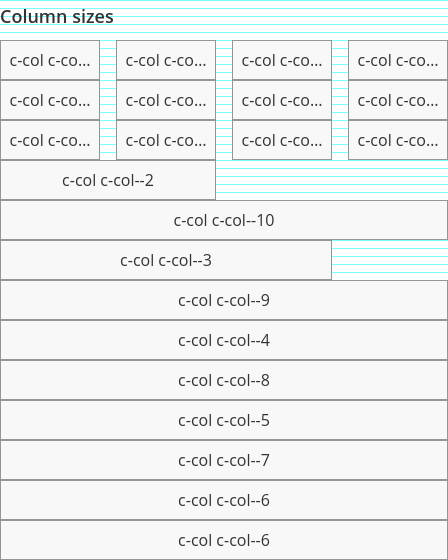 Column sizes
c-col c-co... c-col c-co... c-col c-co... c-col c-co...
c-col c-co... c-col c-co... c-col c-co... c-col c-co...
c-col c-co... c-col c-co... c-col c-co... c-col c-co...
c-col c-col--2
c-col c-col--10
c-col c-col--3
c-col c-col--9
c-col c-col--4
c-col c-col--8
c-col c-col--5
c-col c-col--7
c-col c-col--6
c-col c-col--6